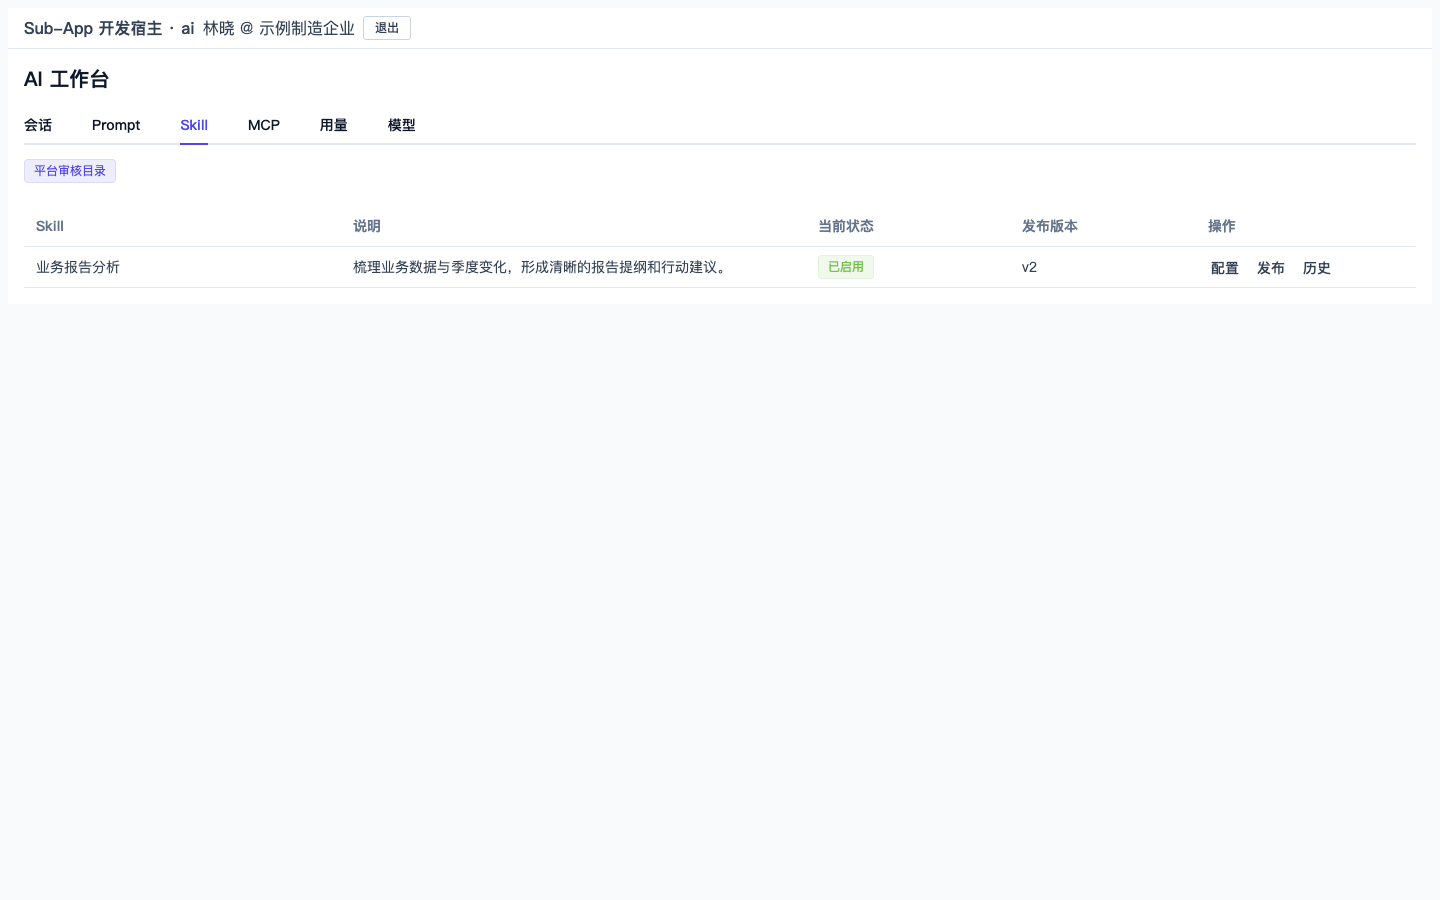 Sub-App 开发宿主 · ai 林晓 @ 示例制造企业 退出
AI 工作台
会话 Prompt Skill MCP 用量 模型
平台审核目录
Skill 说明 当前状态 发布版本 操作
业务报告分析 梳理业务数据与季度变化，形成清晰的报告提纲和行动建议。 已启用 v2 配置 发布 历史